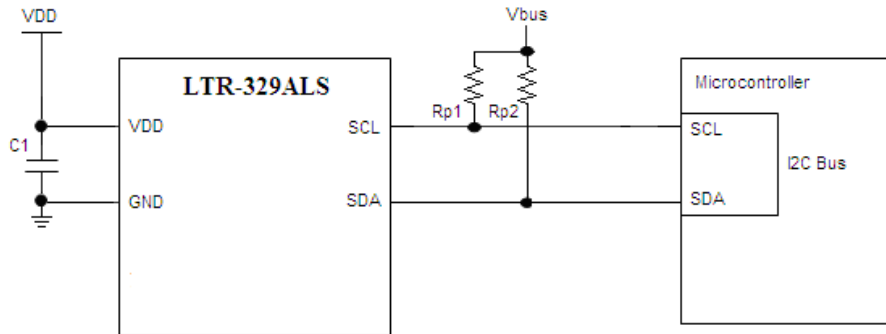 VDD
Vbus
LTR-329ALS
Microcontroller
Rp1
Rp2
VDD
SCL
SCL
C1
I2C Bus
GND
SDA
SDA